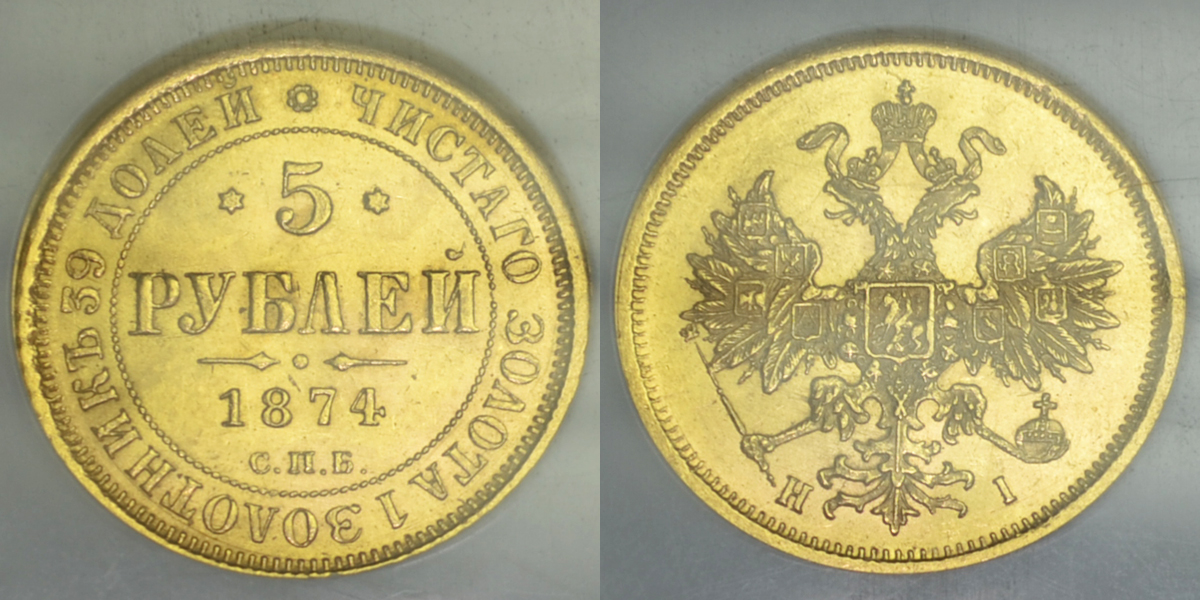 ЧИСТАГО ЗОЛОТА 1 ЗОЛОТНИКЪ 39 ДОЛЕЙ
5
РУБЛЕЙ
1874
С.П.Б.
Н I